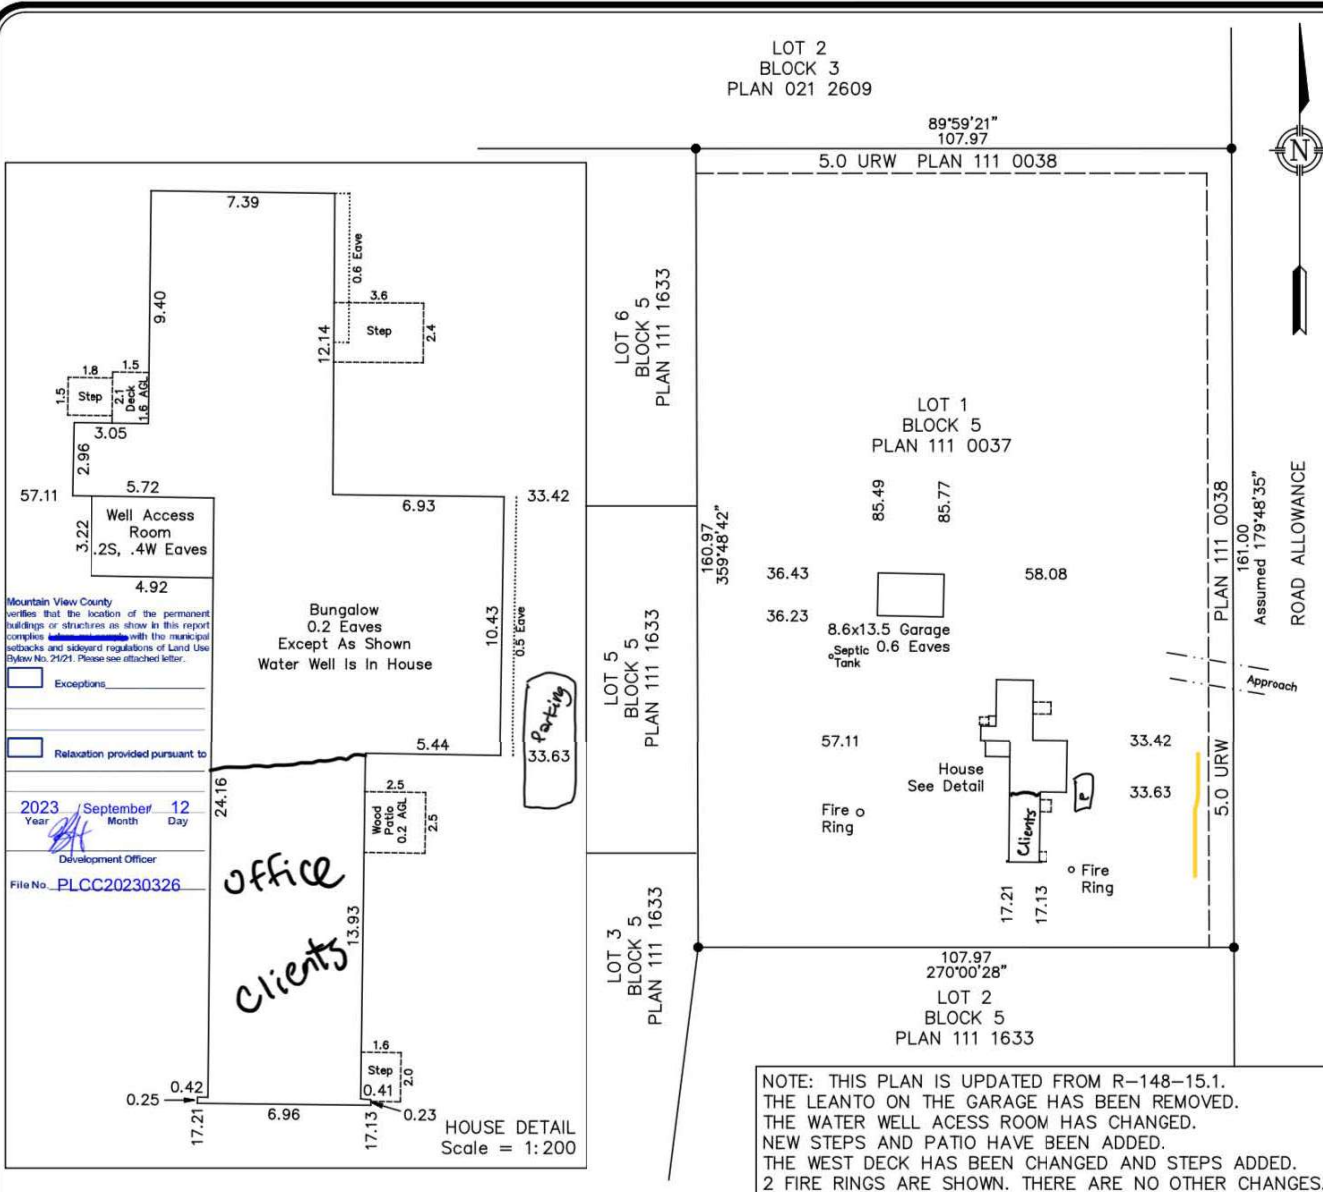 LOT 2
BLOCK 3
PLAN 021 2609
89°59'21"
107.97
5.0 URW PLAN 111 0038
N
7.39
0.6 Eave
9.40
12.14
3.6
Step
2.4
1.8
1.5
1.5
Step
2.1
Deck
1.6 AGL
3.05
2.96
57.11
5.72
6.93
33.42
Well Access
Room
.2S, .4W Eaves
3.22
4.92
Bungalow
0.2 Eaves
Except As Shown
Water Well Is In House
10.43
0.5 Eave
Parking
33.63
5.44
Mountain View County
verifies that the location of the permanent
buildings or structures as show in this report
complies with the municipal
setbacks and sideyard regulations of Land Use
Bylaw No. 21/21. Please see attached letter.
Exceptions
Relaxation provided pursuant to
2023 / September / 12
Year Month Day
Development Officer
File No. PLCC20230326
24.16
2.5
Wood
Patio
0.2 AGL
2.5
office
Clients
13.93
1.6
Step
2.0
0.42
0.25
17.21
6.96
0.41
0.23
17.13
HOUSE DETAIL
Scale = 1:200
LOT 6
BLOCK 5
PLAN 111 1633
LOT 5
BLOCK 5
PLAN 111 1633
LOT 3
BLOCK 5
PLAN 111 1633
160.97
359°48'42"
LOT 1
BLOCK 5
PLAN 111 0037
85.49
85.77
36.43
36.23
58.08
8.6x13.5 Garage
0.6 Eaves
Septic
Tank
57.11
House
See Detail
33.42
33.63
P
Clients
Fire
Ring
Fire
Ring
17.21
17.13
5.0 URW PLAN 111 0038
161.00
Assumed 179°48'35"
ROAD ALLOWANCE
Approach
107.97
270°00'28"
LOT 2
BLOCK 5
PLAN 111 1633
NOTE: THIS PLAN IS UPDATED FROM R-148-15.1.
THE LEANTO ON THE GARAGE HAS BEEN REMOVED.
THE WATER WELL ACESS ROOM HAS CHANGED.
NEW STEPS AND PATIO HAVE BEEN ADDED.
THE WEST DECK HAS BEEN CHANGED AND STEPS ADDED.
2 FIRE RINGS ARE SHOWN. THERE ARE NO OTHER CHANGES.